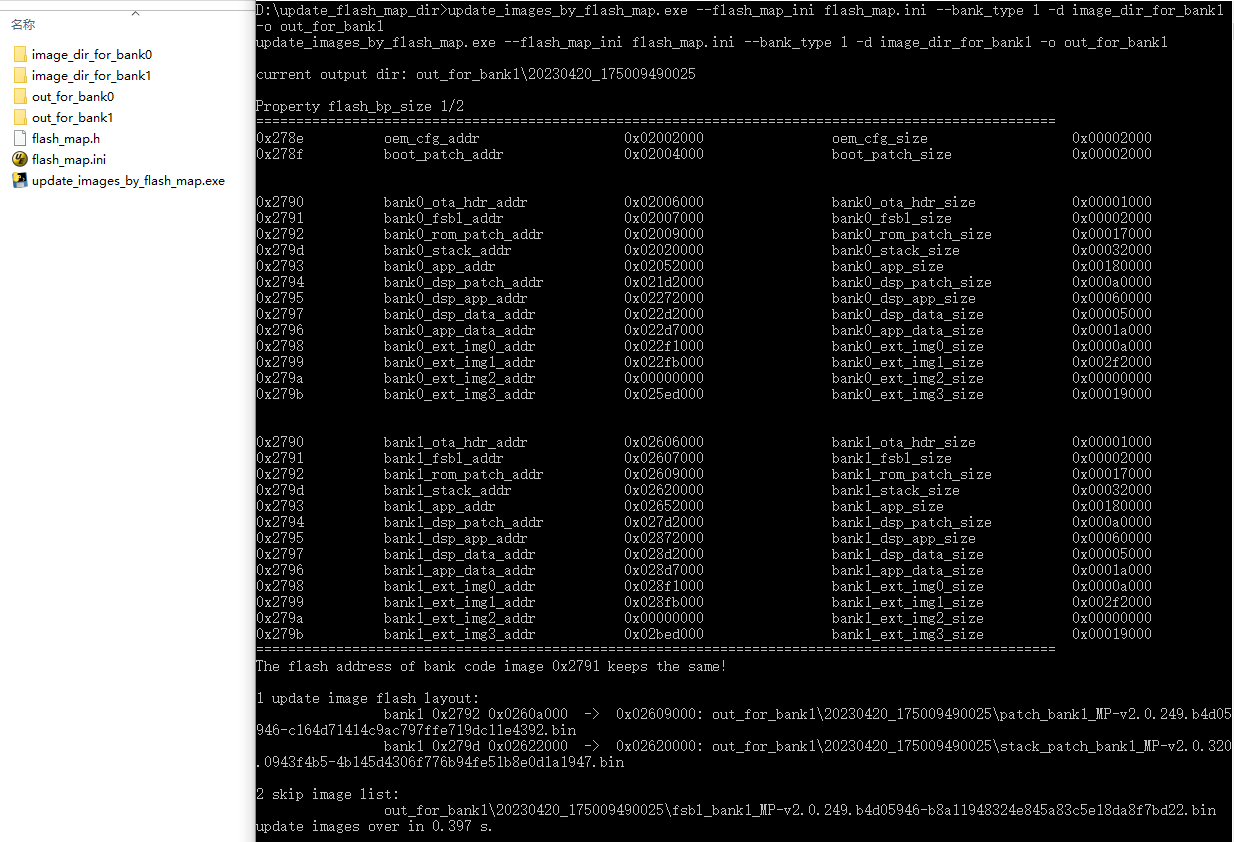 名称
image_dir_for_bank0
image_dir_for_bank1
out_for_bank0
out_for_bank1
flash_map.h
flash_map.ini
update_images_by_flash_map.exe
D:\update_flash_map_dir>update_images_by_flash_map.exe --flash_map_ini flash_map.ini --bank_type 1 -d image_dir_for_bank1
-o out_for_bank1
update_images_by_flash_map.exe --flash_map_ini flash_map.ini --bank_type 1 -d image_dir_for_bank1 -o out_for_bank1
current output dir: out_for_bank1\20230420_175009490025
Property flash_bp_size 1/2
====================================================================================================
0x278e oem_cfg_addr 0x02002000 oem_cfg_size 0x00002000
0x278f boot_patch_addr 0x02004000 boot_patch_size 0x00002000
0x2790 bank0_ota_hdr_addr 0x02006000 bank0_ota_hdr_size 0x00001000
0x2791 bank0_fsbl_addr 0x02007000 bank0_fsbl_size 0x00002000
0x2792 bank0_rom_patch_addr 0x02009000 bank0_rom_patch_size 0x00017000
0x279d bank0_stack_addr 0x02020000 bank0_stack_size 0x00032000
0x2793 bank0_app_addr 0x02052000 bank0_app_size 0x00180000
0x2794 bank0_dsp_patch_addr 0x021d2000 bank0_dsp_patch_size 0x000a0000
0x2795 bank0_dsp_app_addr 0x02272000 bank0_dsp_app_size 0x00060000
0x2797 bank0_dsp_data_addr 0x022d2000 bank0_dsp_data_size 0x00005000
0x2796 bank0_app_data_addr 0x022d7000 bank0_app_data_size 0x0001a000
0x2798 bank0_ext_img0_addr 0x022f1000 bank0_ext_img0_size 0x0000a000
0x2799 bank0_ext_img1_addr 0x022fb000 bank0_ext_img1_size 0x002f2000
0x279a bank0_ext_img2_addr 0x00000000 bank0_ext_img2_size 0x00000000
0x279b bank0_ext_img3_addr 0x025ed000 bank0_ext_img3_size 0x00019000
0x2790 bank1_ota_hdr_addr 0x02606000 bank1_ota_hdr_size 0x00001000
0x2791 bank1_fsbl_addr 0x02607000 bank1_fsbl_size 0x00002000
0x2792 bank1_rom_patch_addr 0x02609000 bank1_rom_patch_size 0x00017000
0x279d bank1_stack_addr 0x02620000 bank1_stack_size 0x00032000
0x2793 bank1_app_addr 0x02652000 bank1_app_size 0x00180000
0x2794 bank1_dsp_patch_addr 0x027d2000 bank1_dsp_patch_size 0x000a0000
0x2795 bank1_dsp_app_addr 0x02872000 bank1_dsp_app_size 0x00060000
0x2797 bank1_dsp_data_addr 0x028d2000 bank1_dsp_data_size 0x00005000
0x2796 bank1_app_data_addr 0x028d7000 bank1_app_data_size 0x0001a000
0x2798 bank1_ext_img0_addr 0x028f1000 bank1_ext_img0_size 0x0000a000
0x2799 bank1_ext_img1_addr 0x028fb000 bank1_ext_img1_size 0x002f2000
0x279a bank1_ext_img2_addr 0x00000000 bank1_ext_img2_size 0x00000000
0x279b bank1_ext_img3_addr 0x02bed000 bank1_ext_img3_size 0x00019000
====================================================================================================
The flash address of bank code image 0x2791 keeps the same!
1 update image flash layout:
bank1 0x2792 0x0260a000 -> 0x02609000: out_for_bank1\20230420_175009490025\patch_bank1_MP-v2.0.249.b4d05
946-c164d71414c9ac797ffe719dc11e4392.bin
bank1 0x279d 0x02622000 -> 0x02620000: out_for_bank1\20230420_175009490025\stack_patch_bank1_MP-v2.0.320
.0943f4b5-4b145d4306f776b94fe51b8e0d1a1947.bin
2 skip image list:
out_for_bank1\20230420_175009490025\fsbl_bank1_MP-v2.0.249.b4d05946-b8a11948324e845a83c5e18da8f7bd22.bin
update images over in 0.397 s.